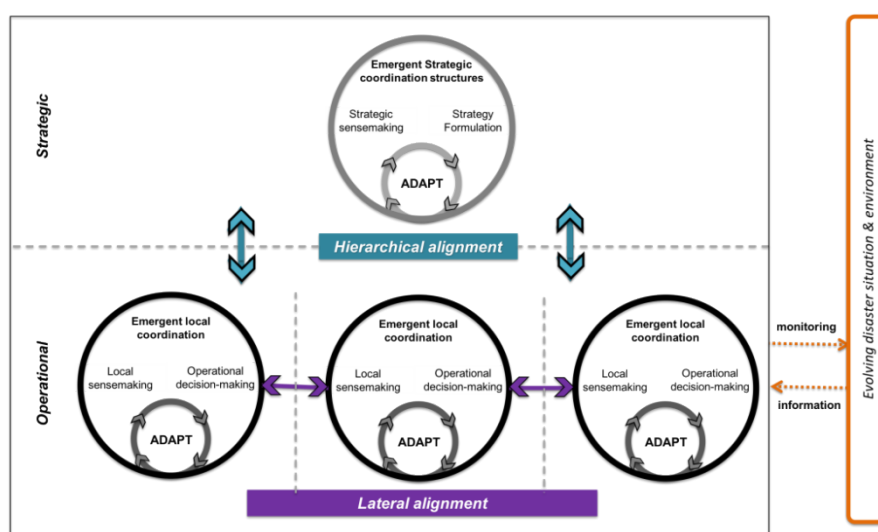 Strategic
Emergent Strategic
coordination structures
Strategic
sensemaking
Strategy
Formulation
ADAPT
Hierarchical alignment
Operational
Emergent local
coordination
Local
sensemaking
Operational
decision-making
ADAPT
Emergent local
coordination
Local
sensemaking
Operational
decision-making
ADAPT
Emergent local
coordination
Local
sensemaking
Operational
decision-making
ADAPT
Lateral alignment
monitoring
information
Evolving disaster situation & environment